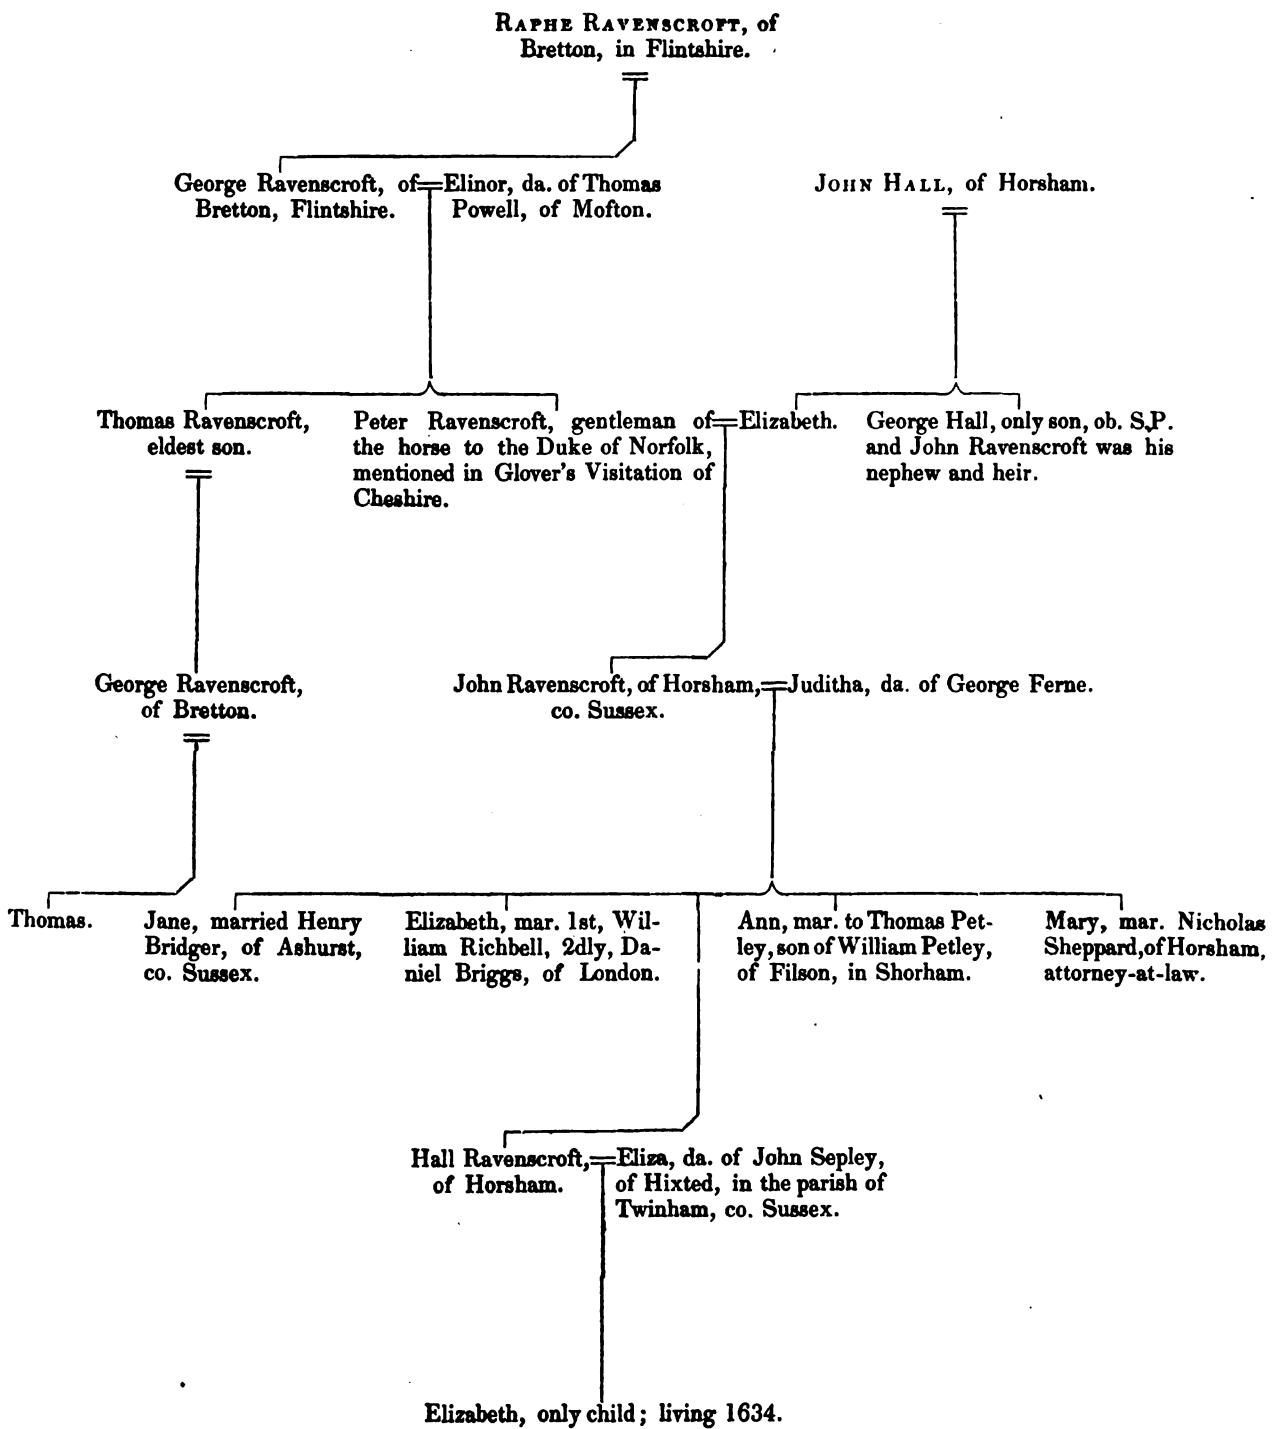 RAPHE RAVENSCROFT, of
Bretton, in Flintshire.
George Ravenscroft, of
Bretton, Flintshire.
Elinor, da. of Thomas
Powell, of Mofton.
JOHN HALL, of Horsham.
Thomas Ravenscroft,
eldest son.
Peter Ravenscroft, gentleman of
the horse to the Duke of Norfolk,
mentioned in Glover's Visitation of
Cheshire.
Elizabeth.
George Hall, only son, ob. S.P.
and John Ravenscroft was his
nephew and heir.
George Ravenscroft,
of Bretton.
John Ravenscroft, of Horsham,
co. Sussex.
Juditha, da. of George Ferne.
Thomas.
Jane, married Henry
Bridger, of Ashurst,
co. Sussex.
Elizabeth, mar. 1st, Wil-
liam Richbell, 2dly, Da-
niel Briggs, of London.
Ann, mar. to Thomas Pet-
ley, son of William Petley,
of Filson, in Shorham.
Mary, mar. Nicholas
Sheppard, of Horsham,
attorney-at-law.
Hall Ravenscroft,
of Horsham.
Eliza, da. of John Sepley,
of Hixted, in the parish of
Twinham, co. Sussex.
Elizabeth, only child; living 1634.